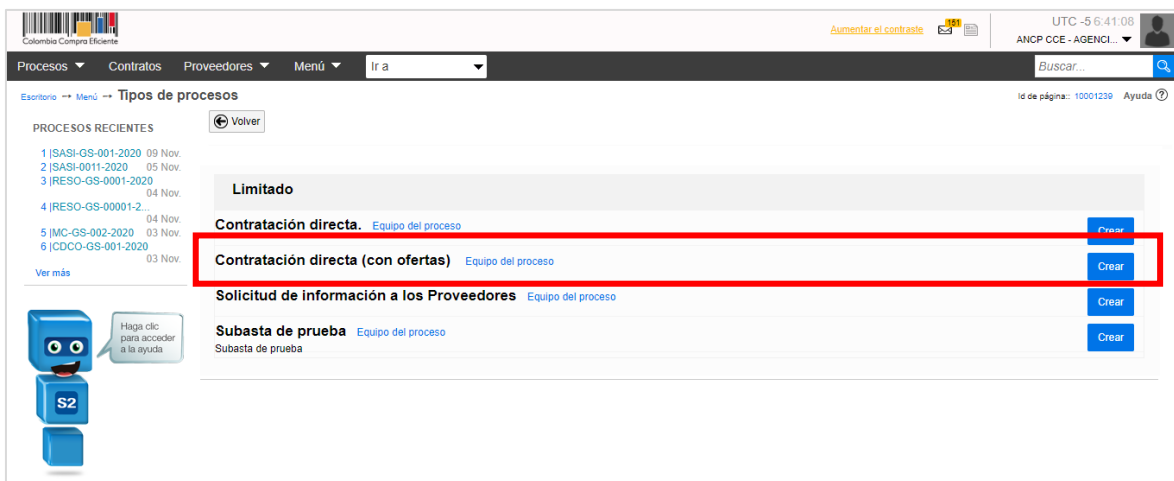 Colombia Compra Eficiente
Aumentar el contraste
151
UTC -5 6:41:08
ANCP CCE - AGENCI...
Procesos Contratos Proveedores Menú Ir a Buscar...
Escritorio → Menú → Tipos de procesos
Id de página:: 10001239 Ayuda ?
Volver
PROCESOS RECIENTES
1 |SASI-GS-001-2020 09 Nov.
2 |SASI-0011-2020 05 Nov.
3 |RESO-GS-0001-2020
04 Nov.
4 |RESO-GS-00001-2...
04 Nov.
5 |MC-GS-002-2020 03 Nov.
6 |CDCO-GS-001-2020
03 Nov.
Ver más
Limitado
Contratación directa. Equipo del proceso Crear
Contratación directa (con ofertas) Equipo del proceso Crear
Solicitud de información a los Proveedores Equipo del proceso Crear
Subasta de prueba Equipo del proceso Crear
Subasta de prueba
Haga clic
para acceder
a la ayuda
S2